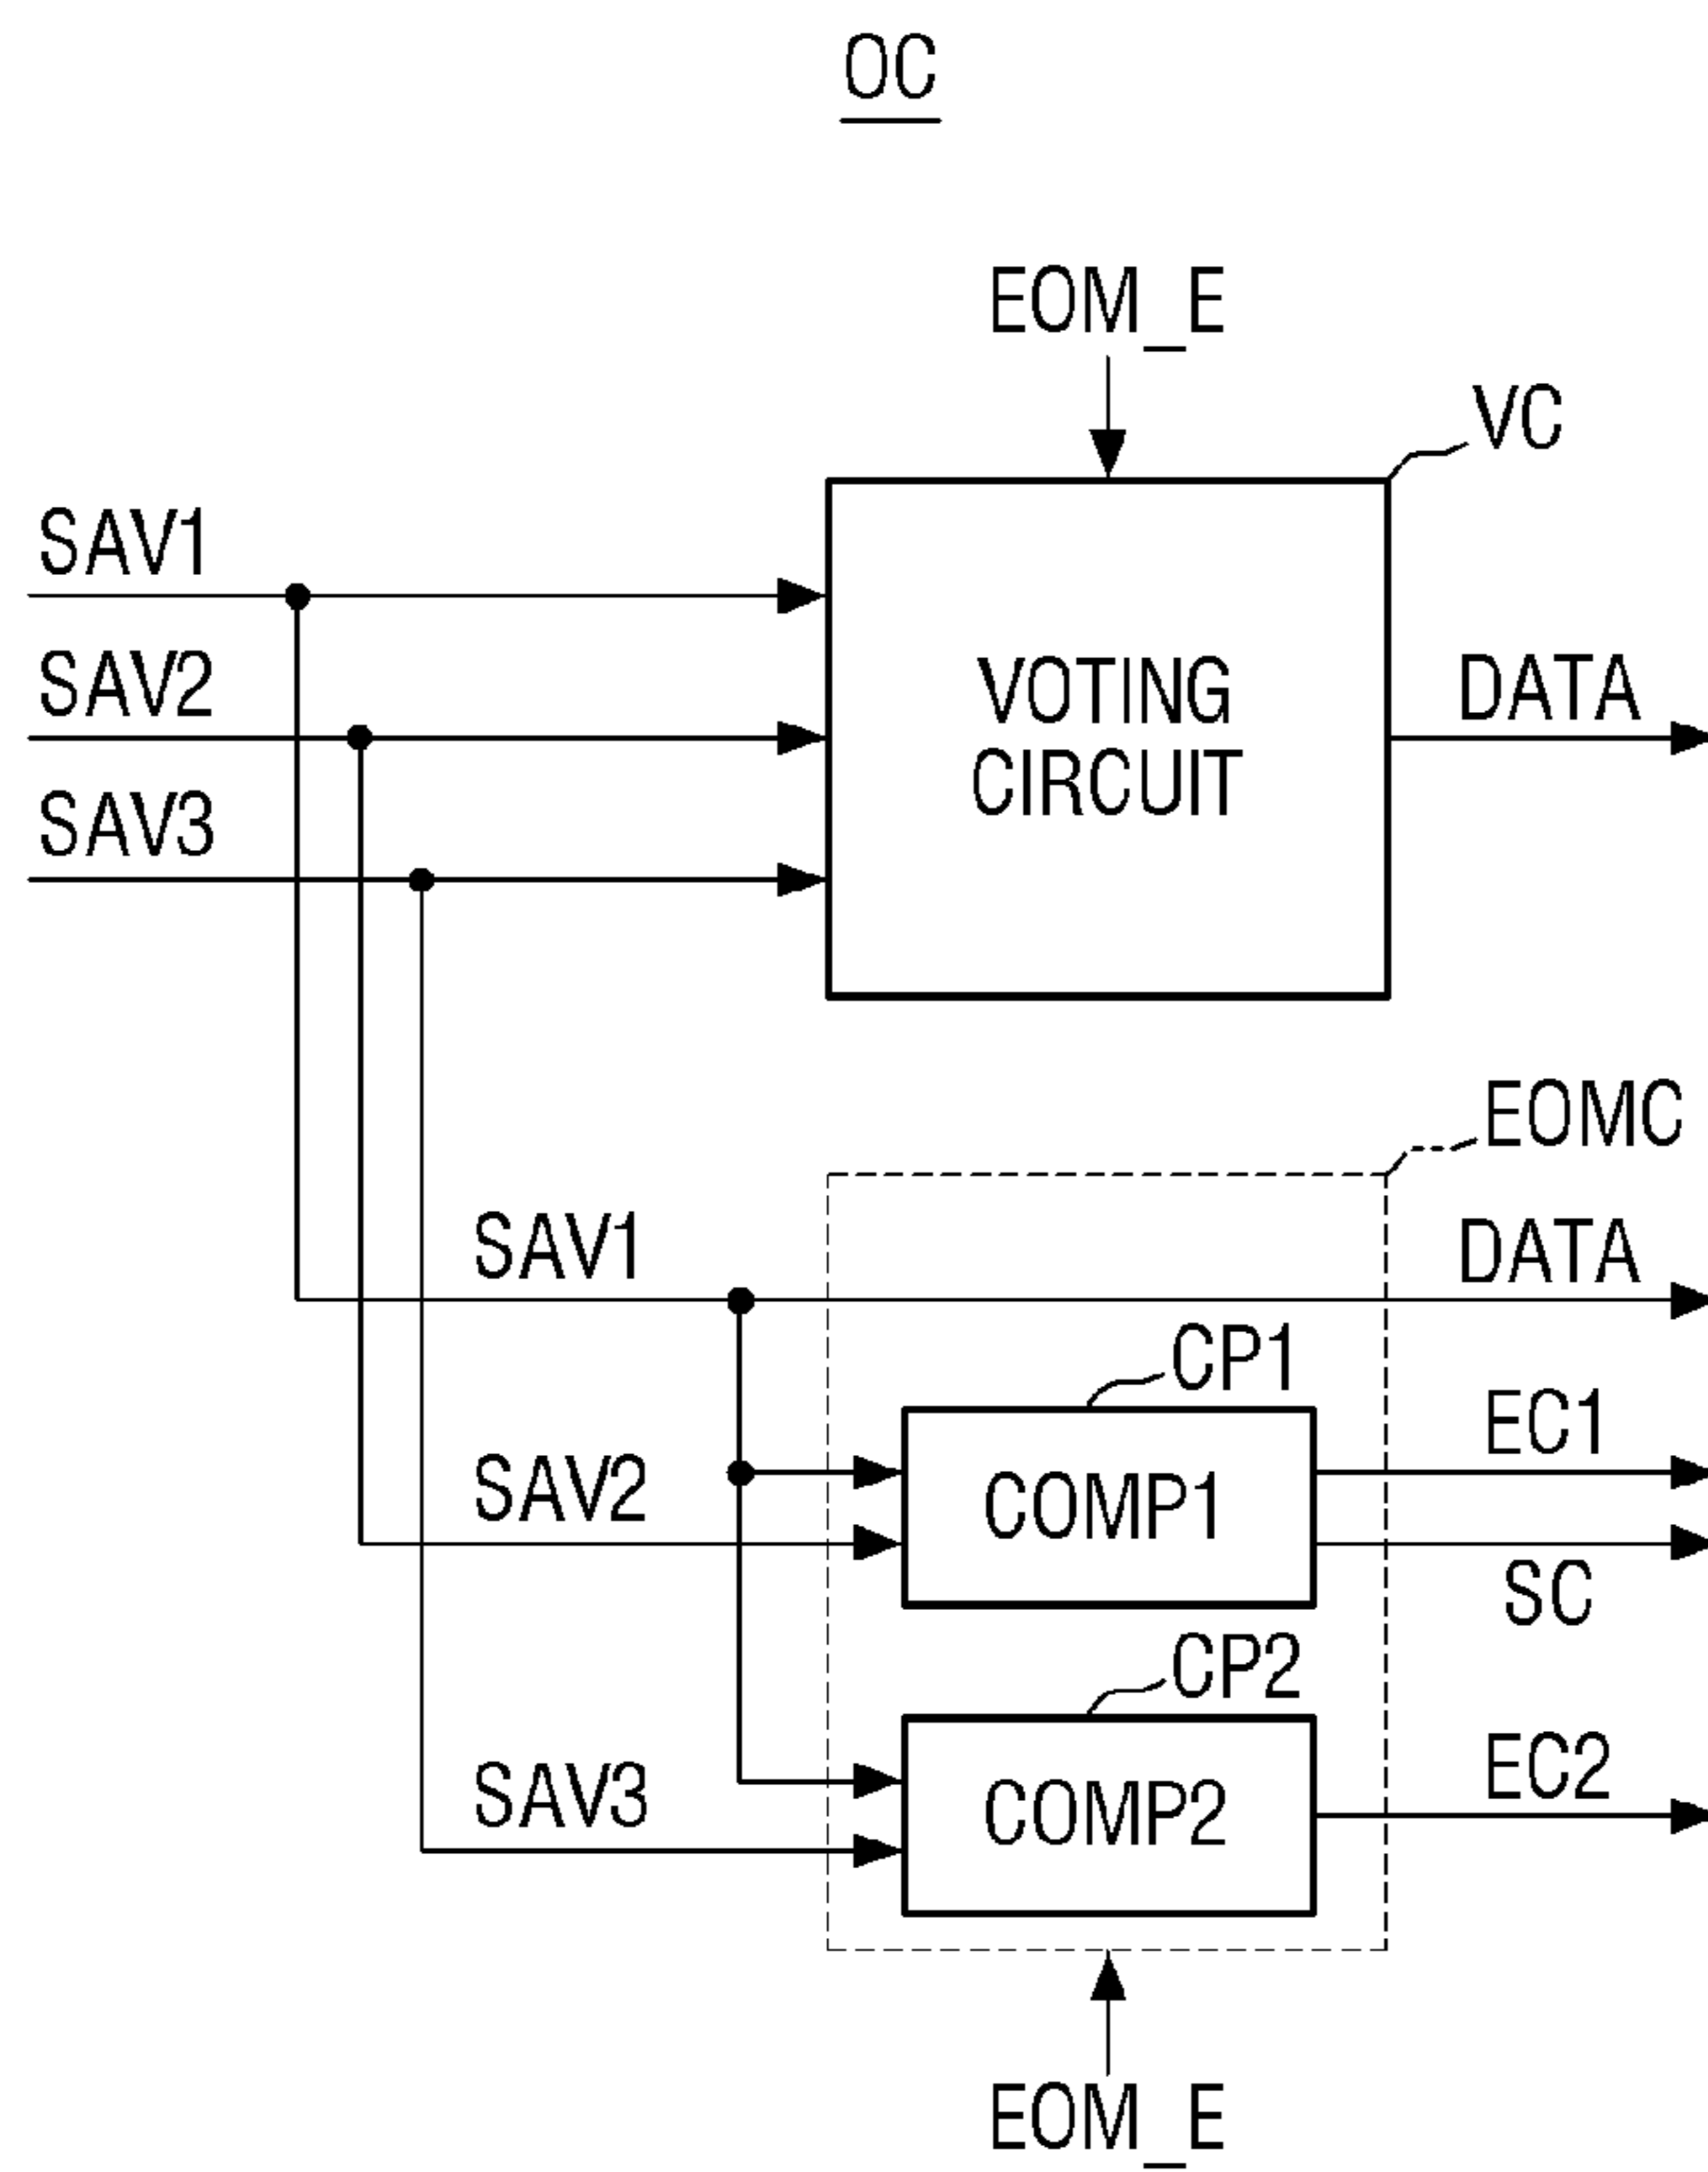 OC
EOM_E
VC
SAV1
SAV2
SAV3
VOTING
CIRCUIT
DATA
EOMC
SAV1
DATA
CP1
EC1
SAV2
COMP1
SC
CP2
SAV3
COMP2
EC2
EOM_E